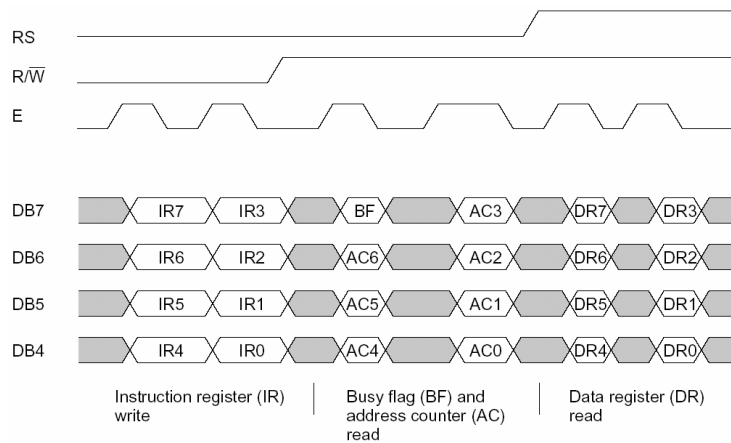 RS
R/W̅
E
DB7 IR7 IR3 BF AC3 DR7 DR3
DB6 IR6 IR2 AC6 AC2 DR6 DR2
DB5 IR5 IR1 AC5 AC1 DR5 DR1
DB4 IR4 IR0 AC4 AC0 DR4 DR0
Instruction register (IR)
write
Busy flag (BF) and
address counter (AC)
read
Data register (DR)
read